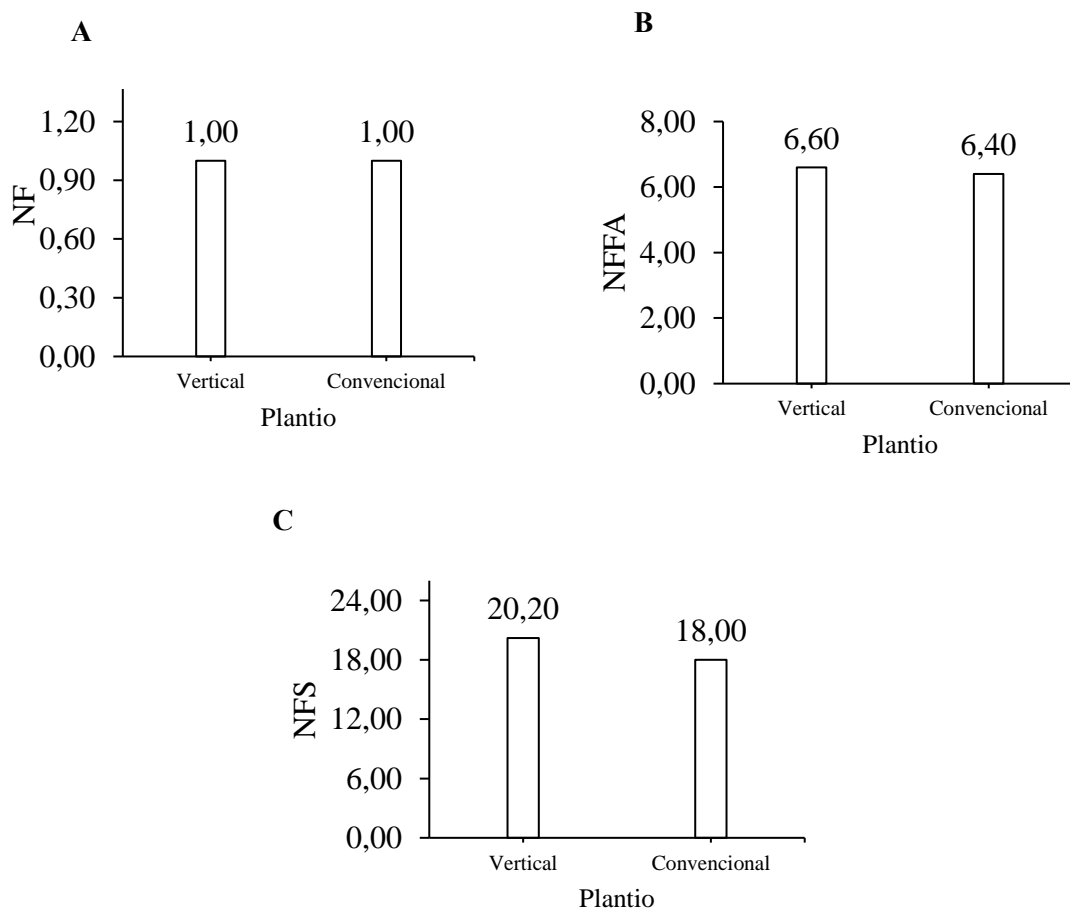 A
NF
1,20
0,90
0,60
0,30
0,00
1,00
1,00
Vertical
Convencional
Plantio
B
NFFA
8,00
6,00
4,00
2,00
0,00
6,60
6,40
Vertical
Convencional
Plantio
C
NFS
24,00
18,00
12,00
6,00
0,00
20,20
18,00
Vertical
Convencional
Plantio